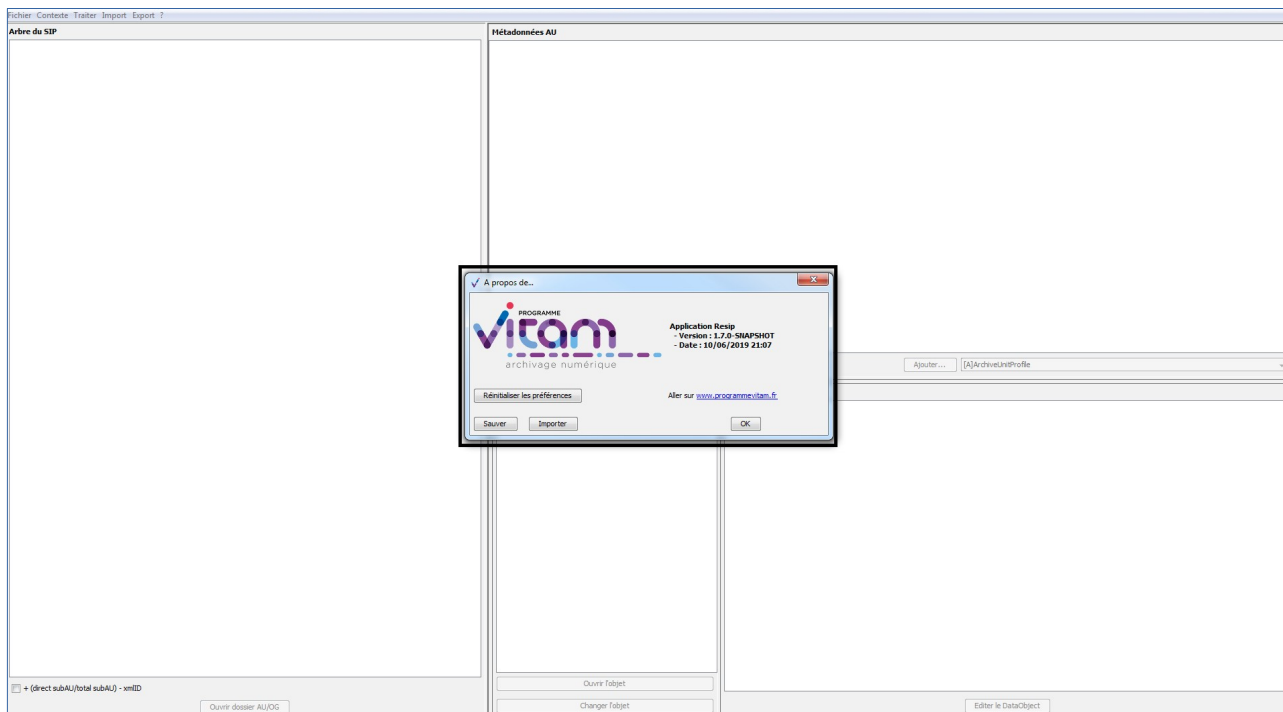 Fichier Contexte Traiter Import Export ?
Arbre du SIP
Métadonnées AU
A propos de...
PROGRAMME
vitam
archivage numérique
Application Resip
- Version : 1.7.0-SNAPSHOT
- Date : 10/06/2019 21:07
Réinitialiser les préférences
Aller sur www.programmevitam.fr
Sauver
Importer
OK
Ajouter...
[A]ArchiveUnitProfile
+ (direct subAU/total subAU) - xmlID
Ouvrir dossier AU/OG
Ouvrir l'objet
Changer l'objet
Editer le DataObject